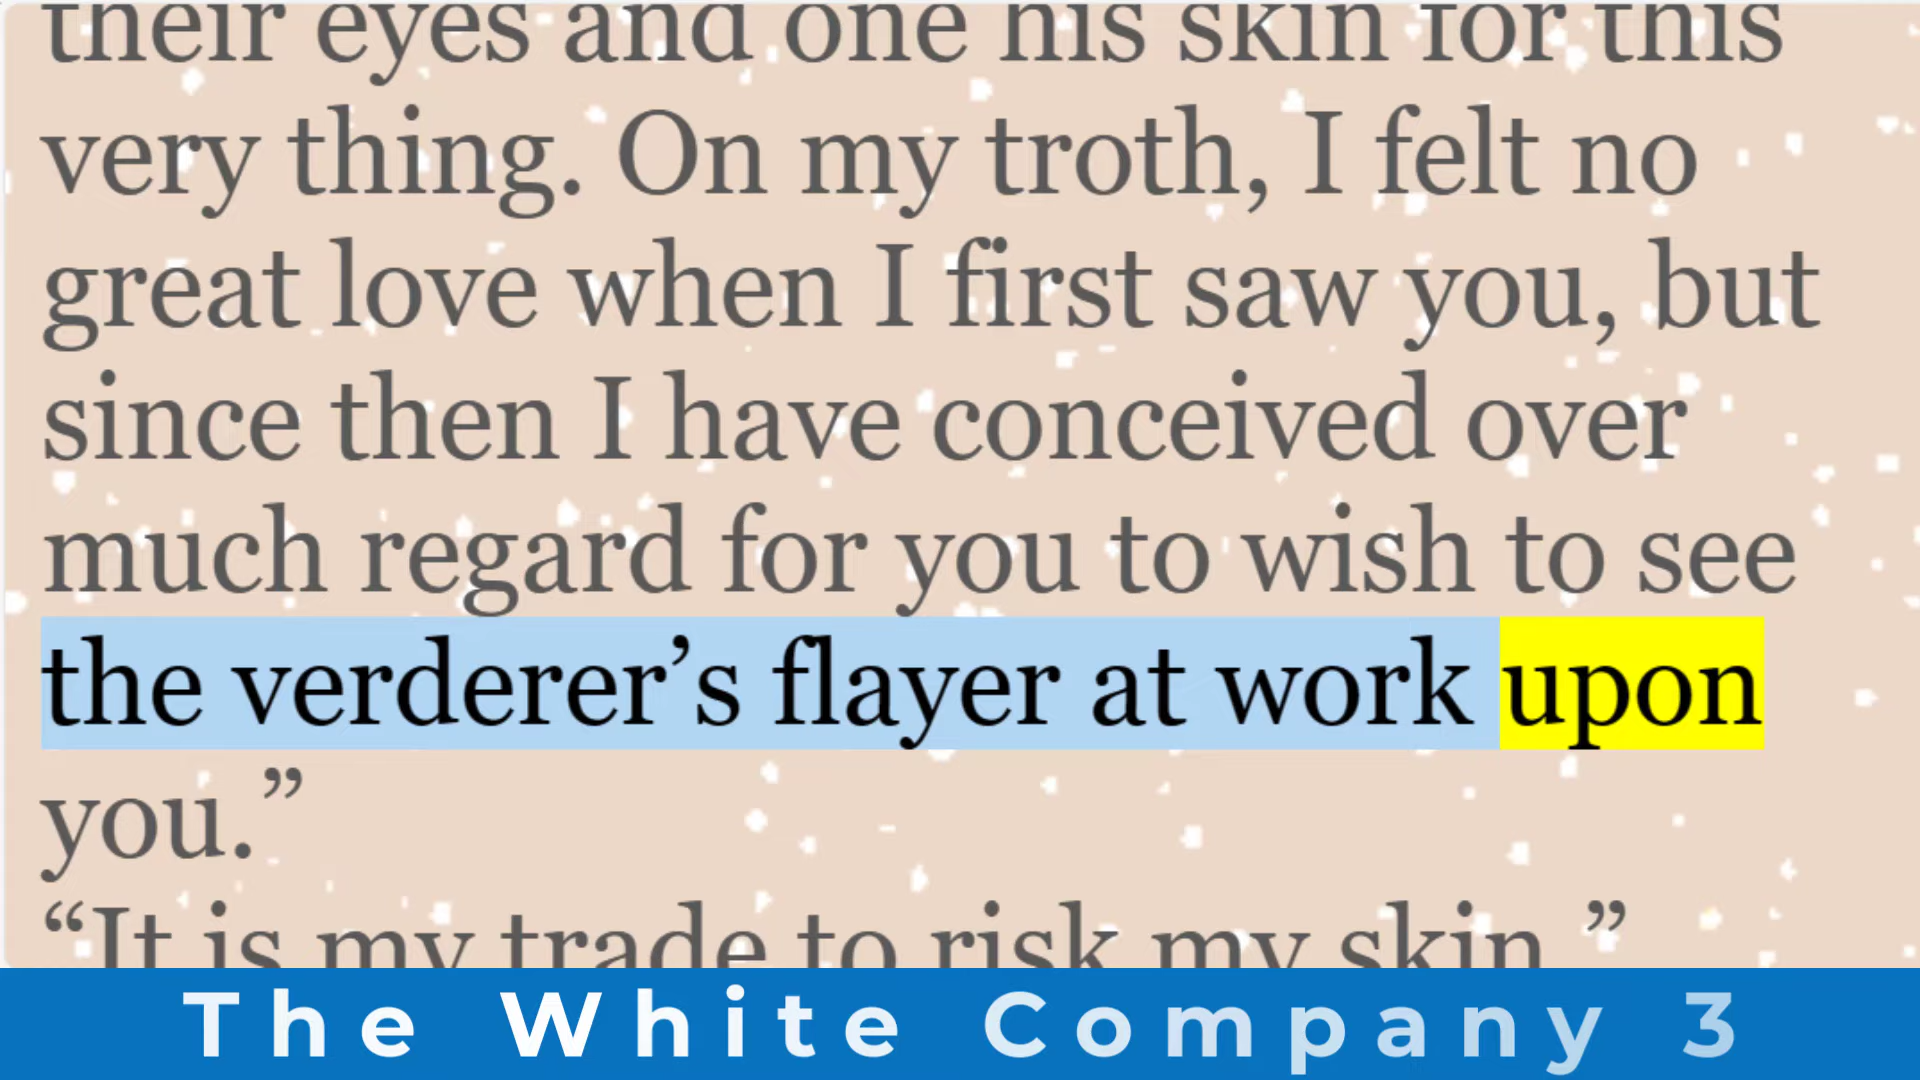 their eyes and one his skin for this
very thing. On my troth, I felt no
great love when I first saw you, but
since then I have conceived over
much regard for you to wish to see
the verderer’s flayer at work upon
you.”
“It is my trade to risk my skin.”
The White Company 3